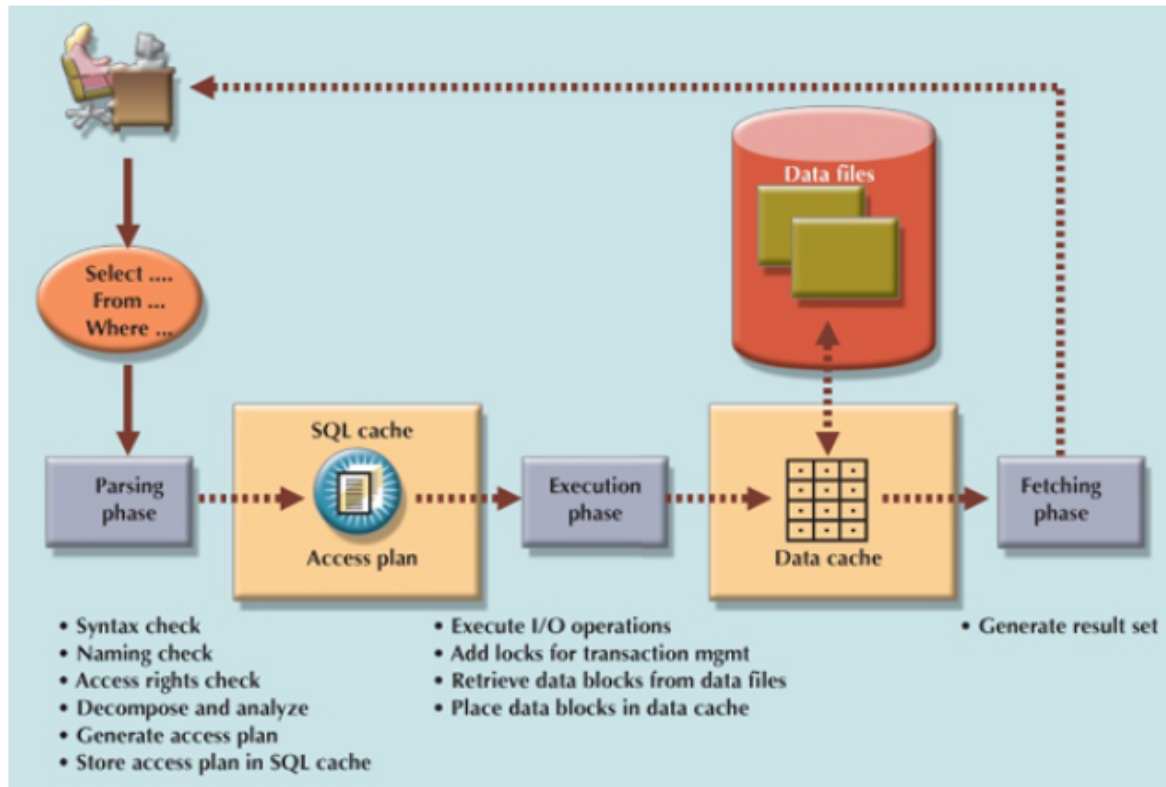 Data files
Select ....
From ...
Where ...
SQL cache
Parsing
phase
Execution
phase
Fetching
phase
Access plan
Data cache
• Syntax check
• Naming check
• Access rights check
• Decompose and analyze
• Generate access plan
• Store access plan in SQL cache
• Execute I/O operations
• Add locks for transaction mgmt
• Retrieve data blocks from data files
• Place data blocks in data cache
• Generate result set